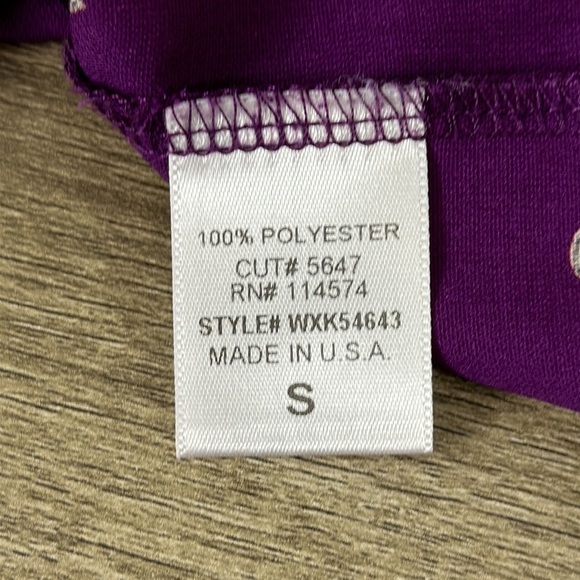 100% POLYESTER
CUT# 5647
RN# 114574
STYLE# WXK54643
MADE IN U.S.A.
S